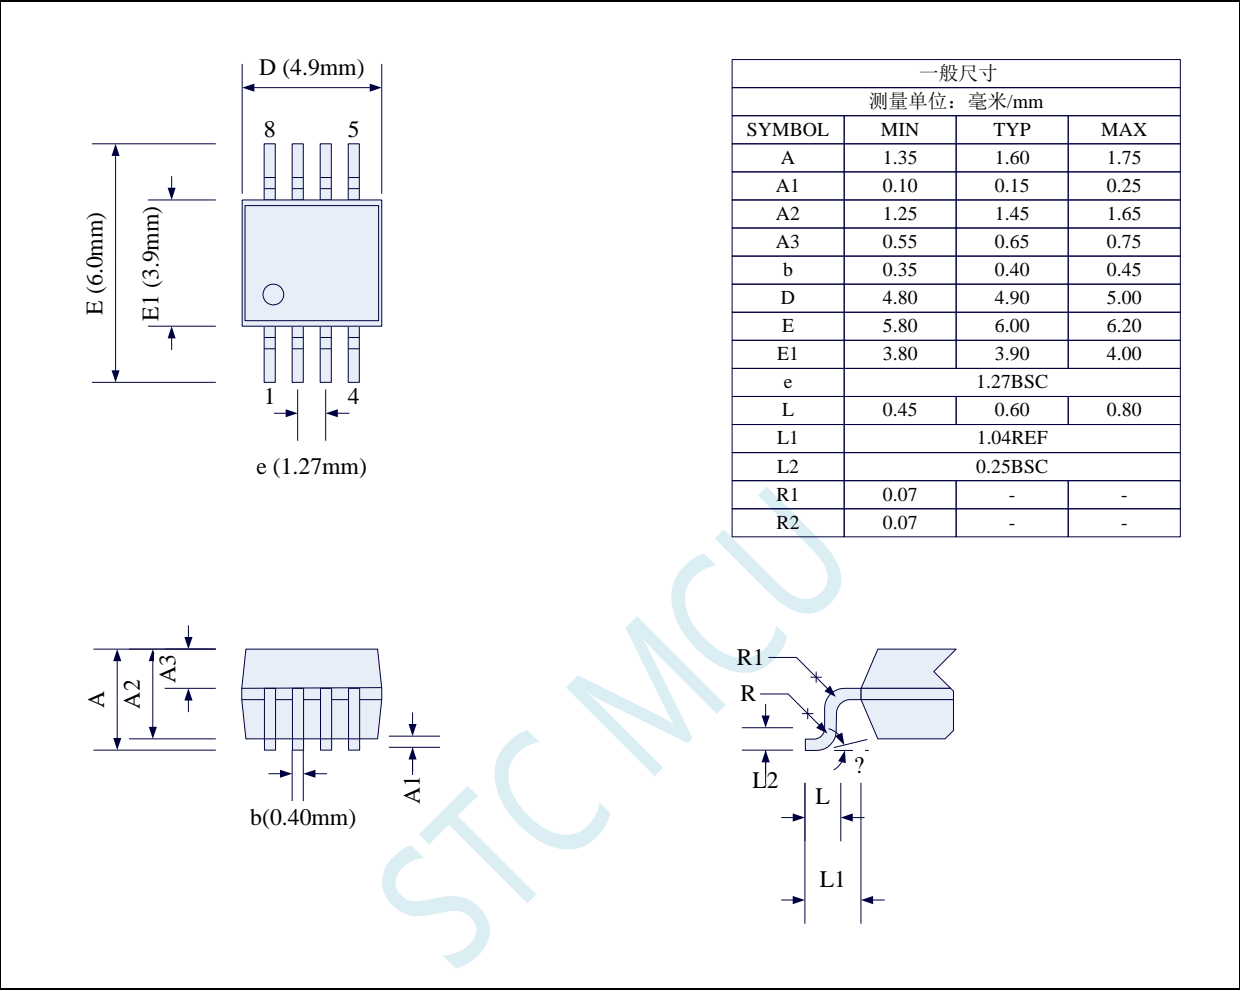 D (4.9mm)
8 5
E (6.0mm)
E1 (3.9mm)
1 4
e (1.27mm)
一般尺寸
测量单位：毫米/mm
SYMBOL MIN TYP MAX
A 1.35 1.60 1.75
A1 0.10 0.15 0.25
A2 1.25 1.45 1.65
A3 0.55 0.65 0.75
b 0.35 0.40 0.45
D 4.80 4.90 5.00
E 5.80 6.00 6.20
E1 3.80 3.90 4.00
e 1.27BSC
L 0.45 0.60 0.80
L1 1.04REF
L2 0.25BSC
R1 0.07 - -
R2 0.07 - -
A
A2
A3
A1
b(0.40mm)
R1
R
L2
?
L
L1
STC MCU